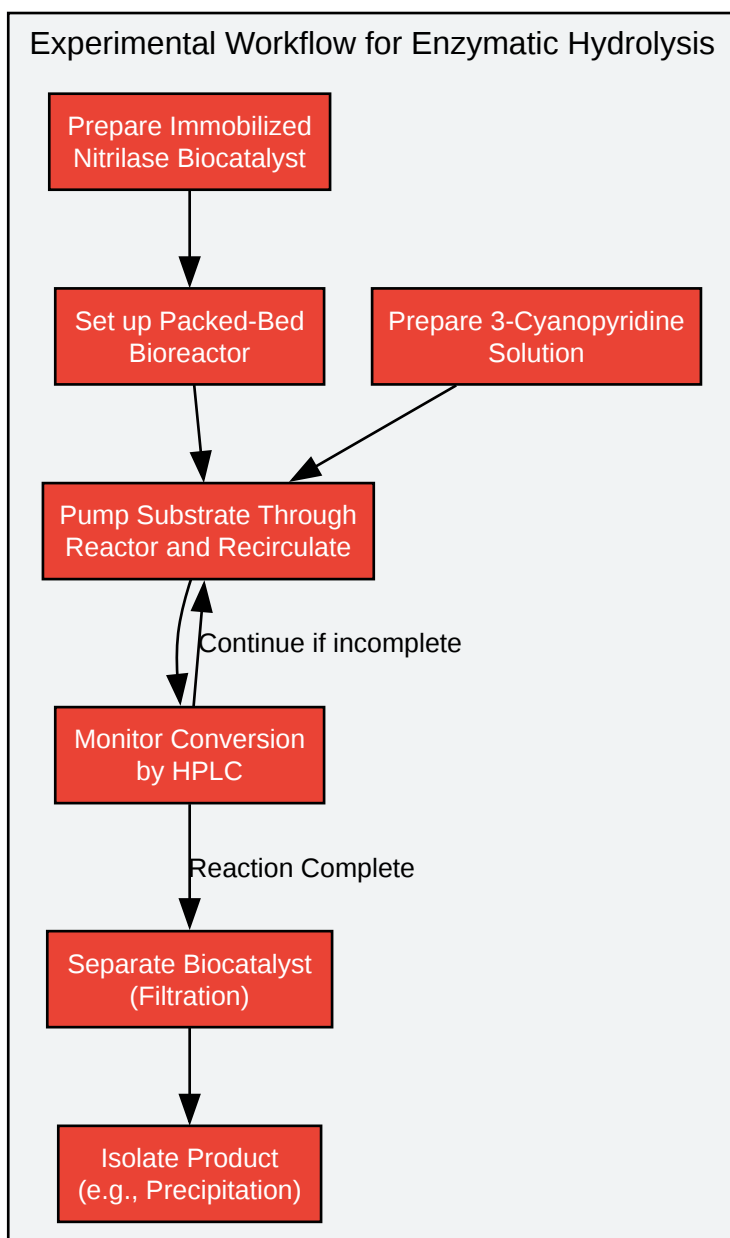 Experimental Workflow for Enzymatic Hydrolysis
Prepare Immobilized
Nitrilase Biocatalyst
Set up Packed-Bed
Bioreactor
Prepare 3-Cyanopyridine
Solution
Pump Substrate Through
Reactor and Recirculate
Continue if incomplete
Monitor Conversion
by HPLC
Reaction Complete
Separate Biocatalyst
(Filtration)
Isolate Product
(e.g., Precipitation)